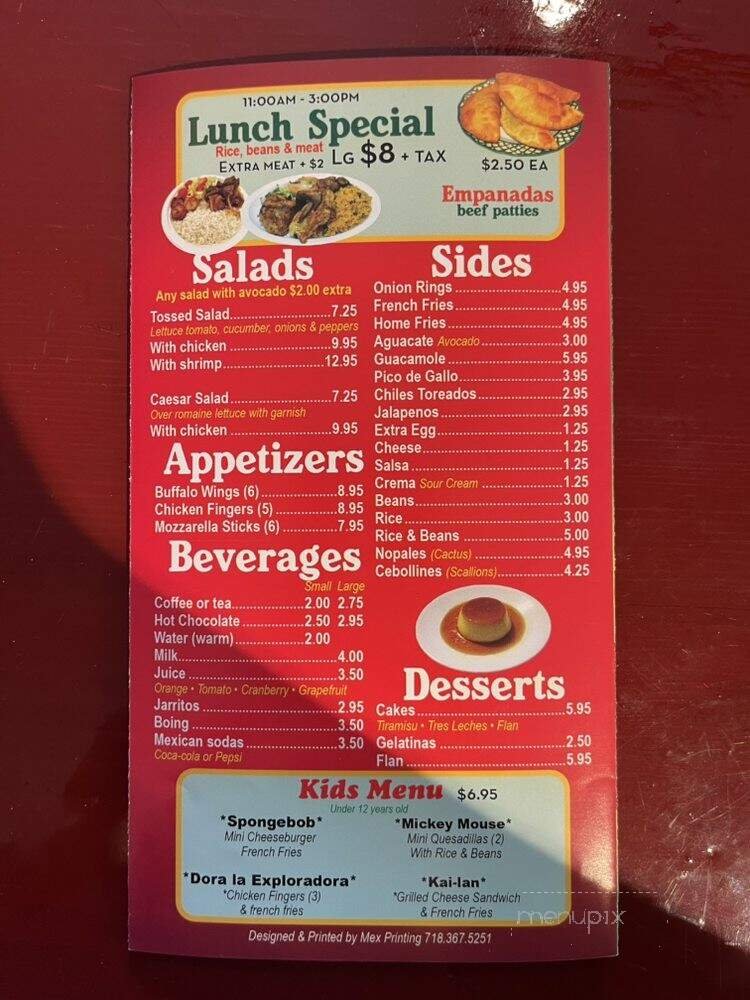 11:00AM - 3:00PM
Lunch Special
Rice, beans & meat
EXTRA MEAT + $2 LG $8 + TAX
$2.50 EA
Empanadas
beef patties
Salads
Any salad with avocado $2.00 extra
Tossed Salad....................7.25
Lettuce tomato, cucumber, onions & peppers
With chicken ....................9.95
With shrimp.....................12.95
Caesar Salad....................7.25
Over romaine lettuce with garnish
With chicken ....................9.95
Appetizers
Buffalo Wings (6)....................8.95
Chicken Fingers (5)....................8.95
Mozzarella Sticks (6) ..............7.95
Beverages
Small Large
Coffee or tea..................2.00 2.75
Hot Chocolate ...............2.50 2.95
Water (warm).................2.00
Milk....................................4.00
Juice ..................................3.50
Orange • Tomato • Cranberry • Grapefruit
Jarritos ..............................2.95
Boing .................................3.50
Mexican sodas....................3.50
Coca-cola or Pepsi
Sides
Onion Rings ..........................4.95
French Fries..........................4.95
Home Fries...........................4.95
Aguacate Avocado....................3.00
Guacamole ...........................5.95
Pico de Gallo.........................3.95
Chiles Toreados......................2.95
Jalapenos.............................2.95
Extra Egg..............................1.25
Cheese.................................1.25
Salsa ...................................1.25
Crema Sour Cream ....................1.25
Beans...................................3.00
Rice.....................................3.00
Rice & Beans .........................5.00
Nopales (Cactus) ....................4.95
Cebollines (Scallions)................4.25
Desserts
Cakes...................................5.95
Tiramisu • Tres Leches • Flan
Gelatinas ..............................2.50
Flan.....................................5.95
Kids Menu $6.95
Under 12 years old
*Spongebob*
Mini Cheeseburger
French Fries
*Mickey Mouse*
Mini Quesadillas (2)
With Rice & Beans
*Dora la Exploradora*
*Chicken Fingers (3)
& french fries
*Kai-lan*
*Grilled Cheese Sandwich
& French Fries
menupix
Designed & Printed by Mex Printing 718.367.5251